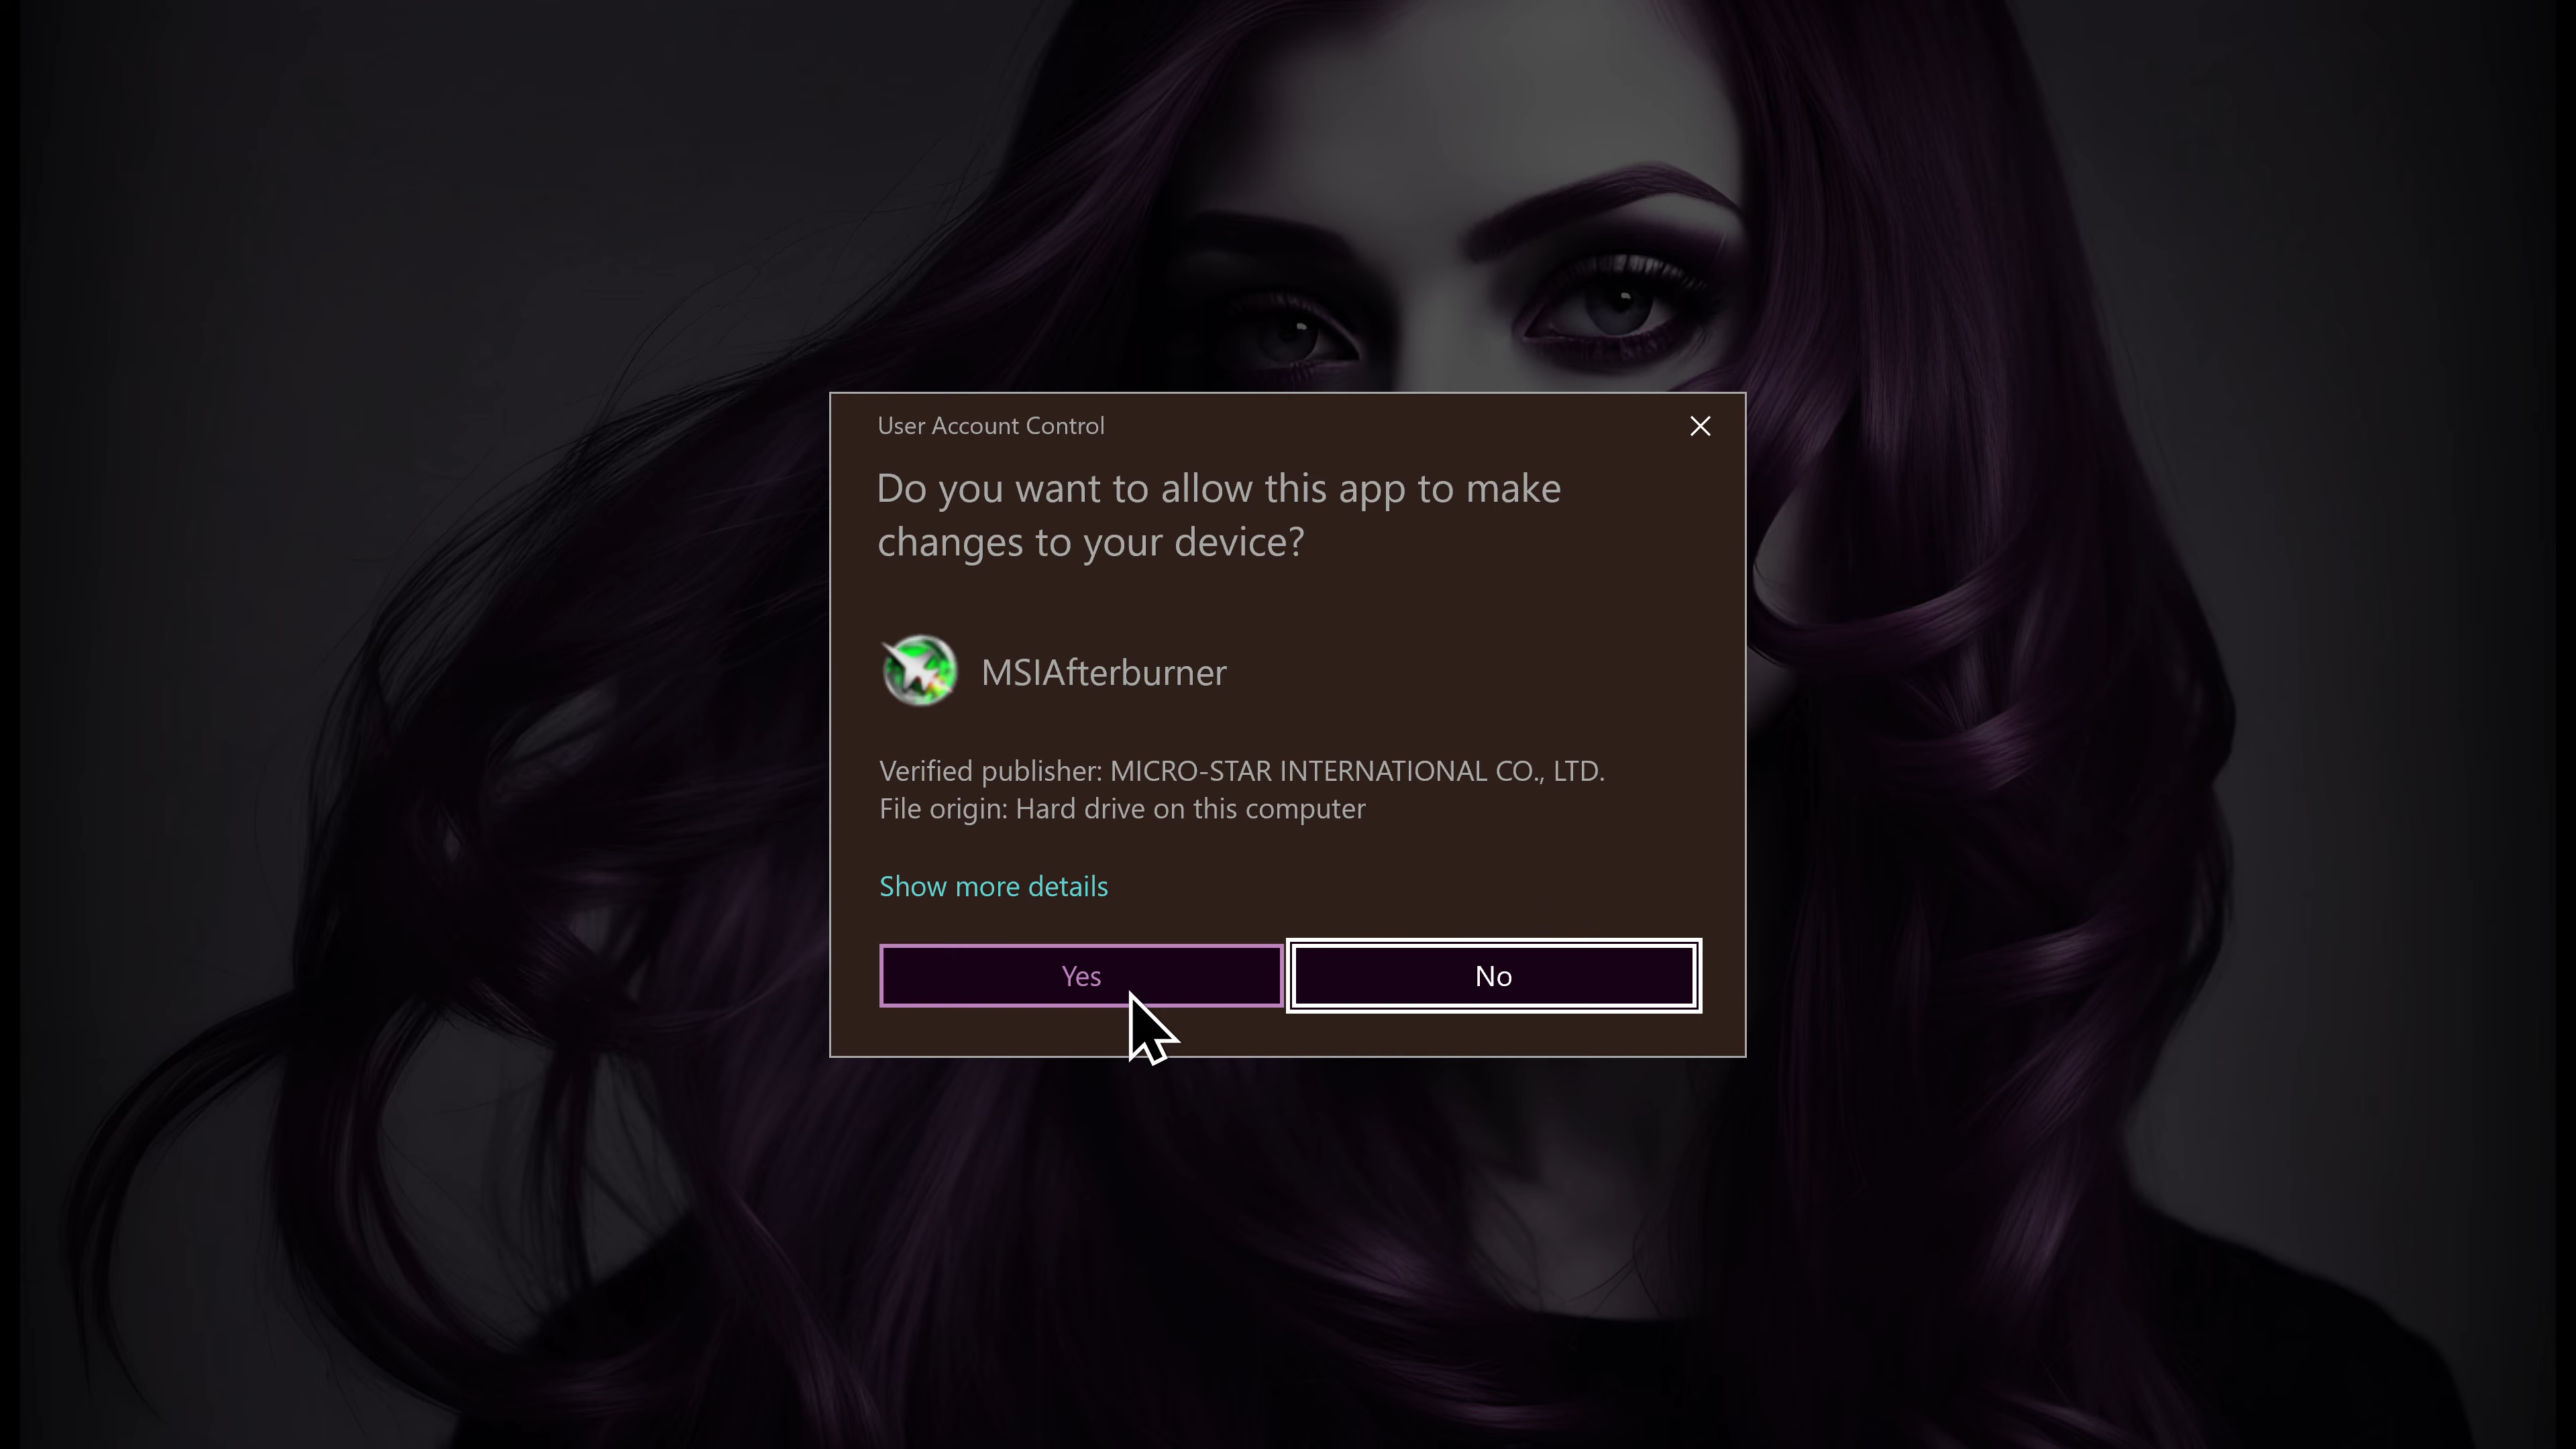 User Account Control
Do you want to allow this app to make
changes to your device?
MSIAfterburner
Verified publisher: MICRO-STAR INTERNATIONAL CO., LTD.
File origin: Hard drive on this computer
Show more details
Yes
No